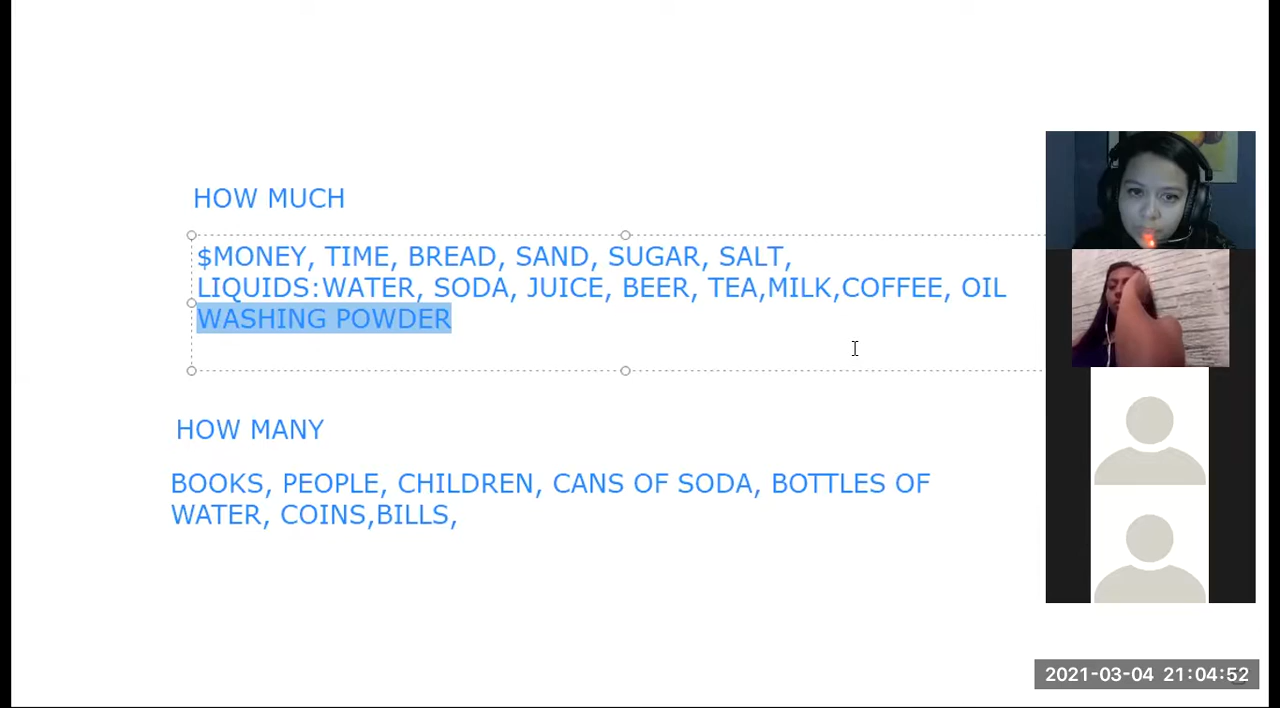 HOW MUCH
$MONEY, TIME, BREAD, SAND, SUGAR, SALT,
LIQUIDS:WATER, SODA, JUICE, BEER, TEA,MILK,COFFEE, OIL
WASHING POWDER
HOW MANY
BOOKS, PEOPLE, CHILDREN, CANS OF SODA, BOTTLES OF
WATER, COINS,BILLS,
2021-03-04 21:04:52